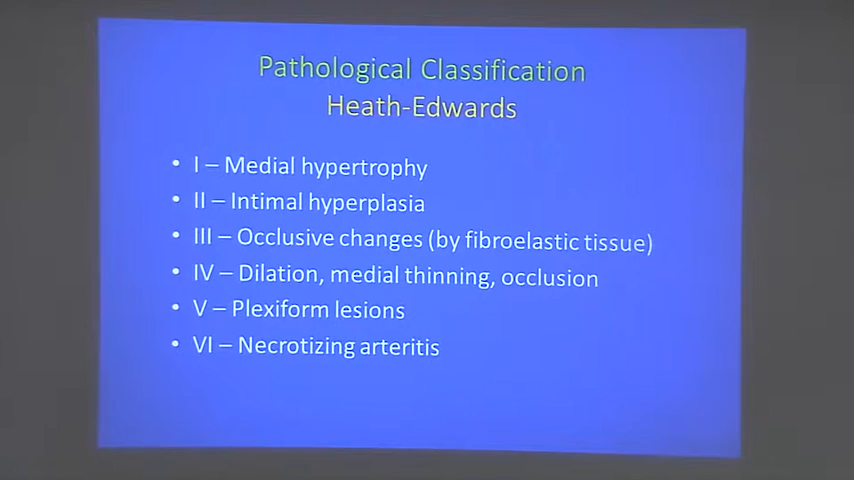 Pathological Classification
Heath-Edwards
• I – Medial hypertrophy
• II – Intimal hyperplasia
• III – Occlusive changes (by fibroelastic tissue)
• IV – Dilation, medial thinning, occlusion
• V – Plexiform lesions
• VI – Necrotizing arteritis